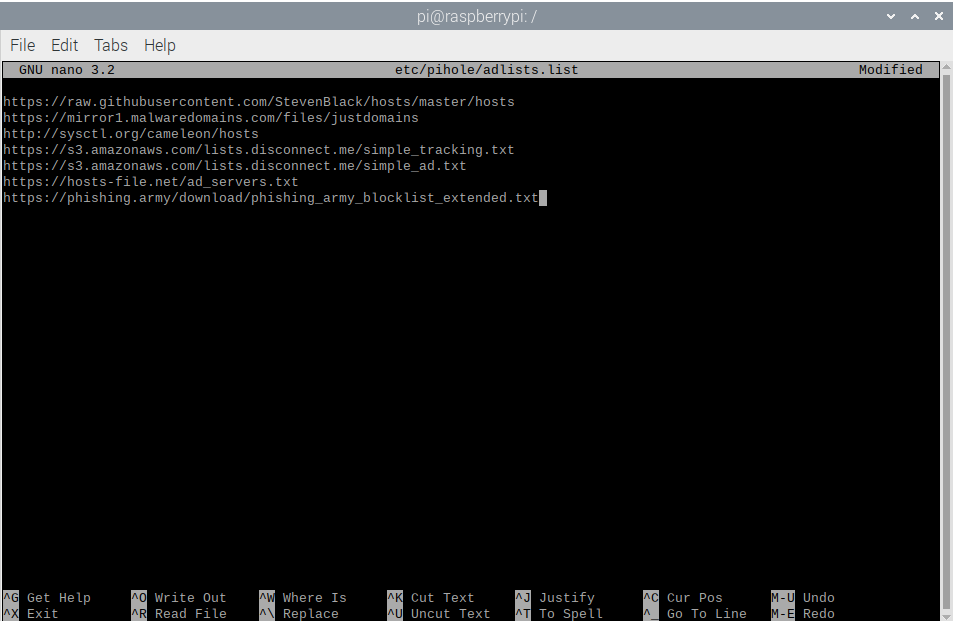 pi@raspberrypi: /
File Edit Tabs Help
GNU nano 3.2 etc/pihole/adlists.list Modified
https://raw.githubusercontent.com/StevenBlack/hosts/master/hosts
https://mirror1.malwaredomains.com/files/justdomains
http://sysctl.org/cameleon/hosts
https://s3.amazonaws.com/lists.disconnect.me/simple_tracking.txt
https://s3.amazonaws.com/lists.disconnect.me/simple_ad.txt
https://hosts-file.net/ad_servers.txt
https://phishing.army/download/phishing_army_blocklist_extended.txt
^G Get Help ^O Write Out ^W Where Is ^K Cut Text ^J Justify ^C Cur Pos M-U Undo
^X Exit ^R Read File ^\ Replace ^U Uncut Text ^T To Spell ^_ Go To Line M-E Redo